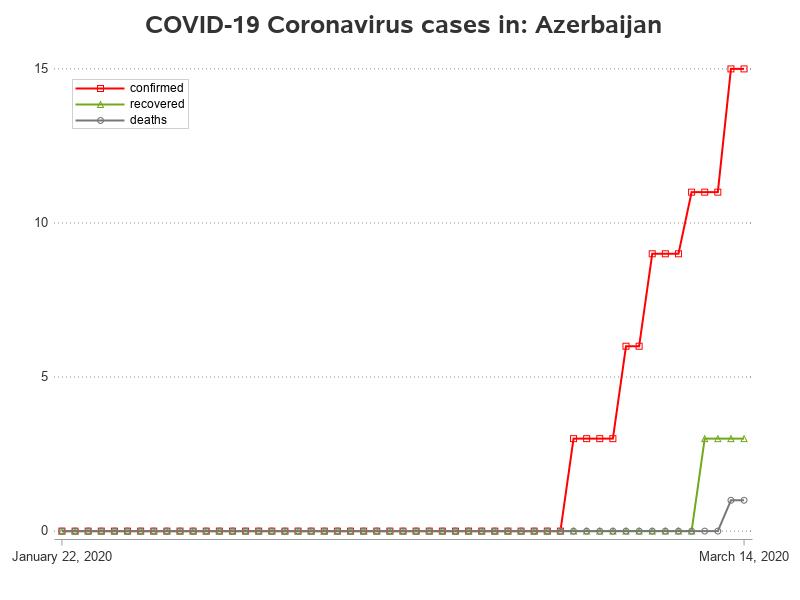 COVID-19 Coronavirus cases in: Azerbaijan
15
confirmed
recovered
deaths
10
5
0
January 22, 2020
March 14, 2020